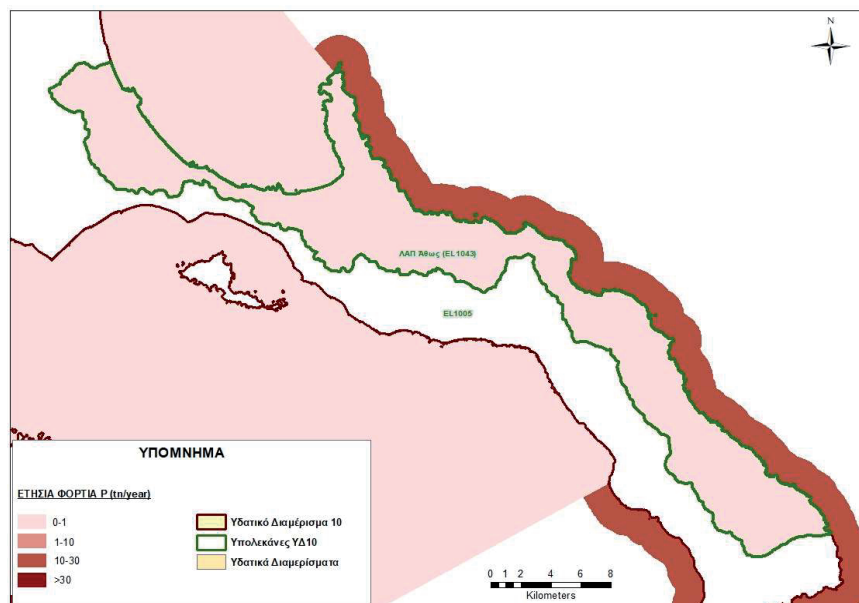 N
ΛΑΠ Άθως (EL1043)
EL1005
ΥΠΟΜΝΗΜΑ
ΕΤΗΣΙΑ ΦΟΡΤΙΑ P (tn/year)
0-1
1-10
10-30
>30
Υδατικό Διαμέρισμα 10
Υπολεκάνες ΥΔ10
Υδατικά Διαμερίσματα
0 1 2 4 6 8
Kilometers